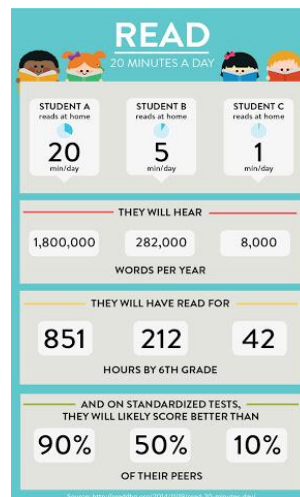 READ
20 MINUTES A DAY
STUDENT A
reads at home
20
min/day
STUDENT B
reads at home
5
min/day
STUDENT C
reads at home
1
min/day
THEY WILL HEAR
1,800,000 282,000 8,000
WORDS PER YEAR
THEY WILL HAVE READ FOR
851 212 42
HOURS BY 6TH GRADE
AND ON STANDARDIZED TESTS,
THEY WILL LIKELY SCORE BETTER THAN
90% 50% 10%
OF THEIR PEERS